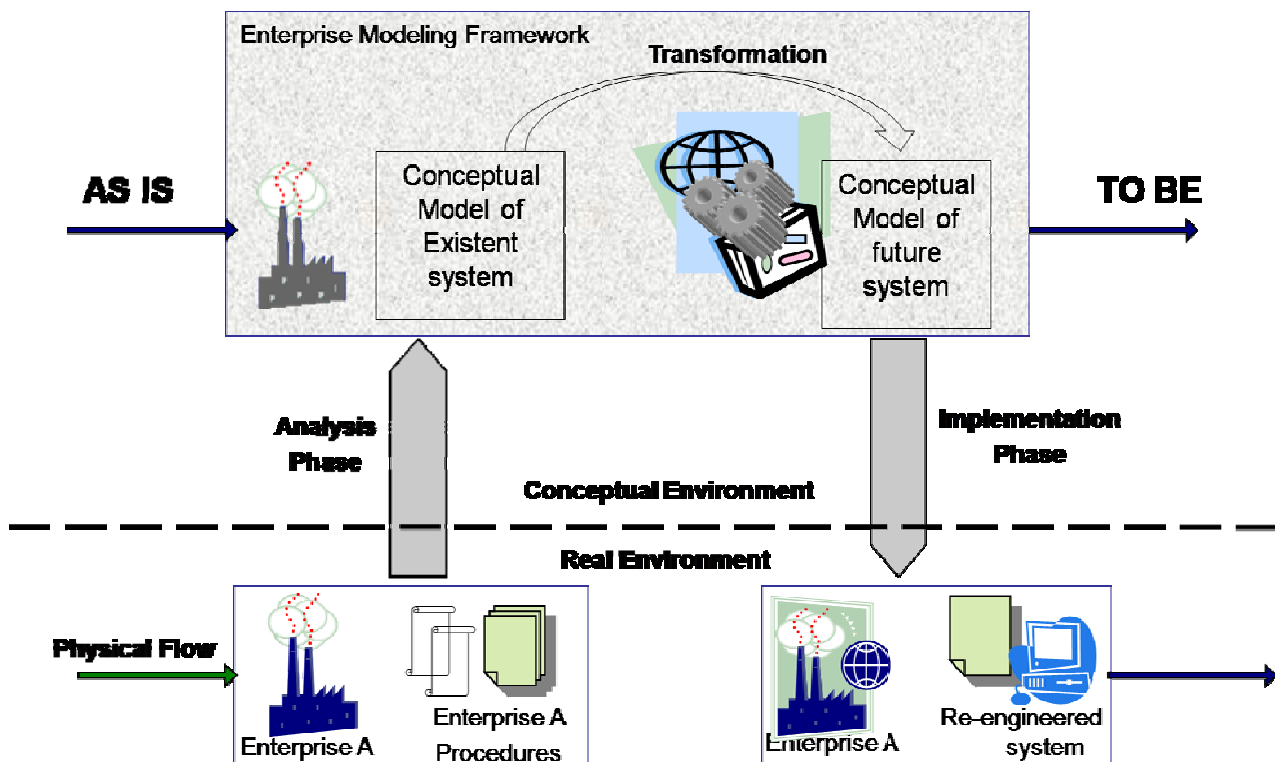 Enterprise Modeling Framework
Transformation
AS IS
Conceptual
Model of
Existent
system
Conceptual
Model of
future
system
TO BE
Analysis
Phase
Implementation
Phase
Conceptual Environment
Real Environment
Physical Flow
Enterprise A
Enterprise A
Procedures
Enterprise A
Re-engineered
system